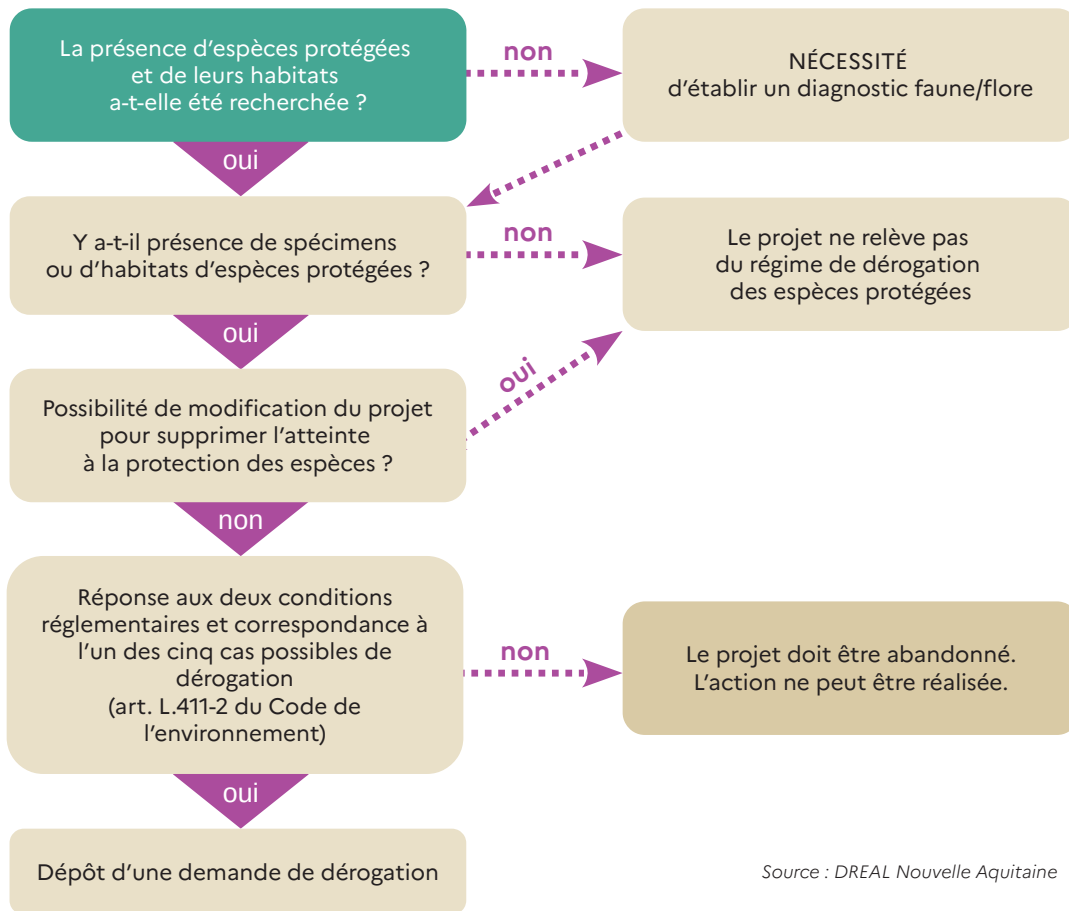 La présence d’espèces protégées
et de leurs habitats
a-t-elle été recherchée ?
non
NÉCESSITÉ
d’établir un diagnostic faune/flore
oui
Y a-t-il présence de spécimens
ou d’habitats d’espèces protégées ?
non
Le projet ne relève pas
du régime de dérogation
des espèces protégées
oui
Possibilité de modification du projet
pour supprimer l’atteinte
à la protection des espèces ?
oui
non
Réponse aux deux conditions
réglementaires et correspondance à
l’un des cinq cas possibles de
dérogation
(art. L.411-2 du Code de
l’environnement)
non
Le projet doit être abandonné.
L’action ne peut être réalisée.
oui
Dépôt d’une demande de dérogation
Source : DREAL Nouvelle Aquitaine